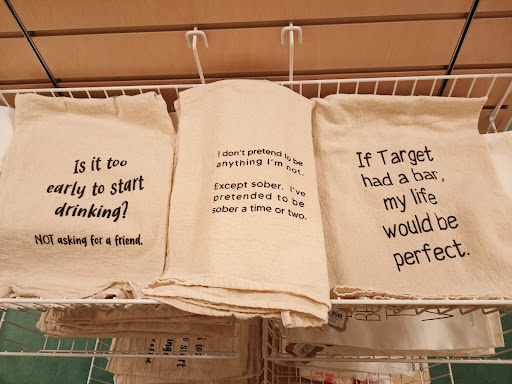 Is it too
early to start
drinking?
NOT asking for a friend.
I don't pretend to be
anything I'm not.
Except sober. I've
pretended to be
sober a time or two.
If Target
had a bar,
my life
would be
perfect.